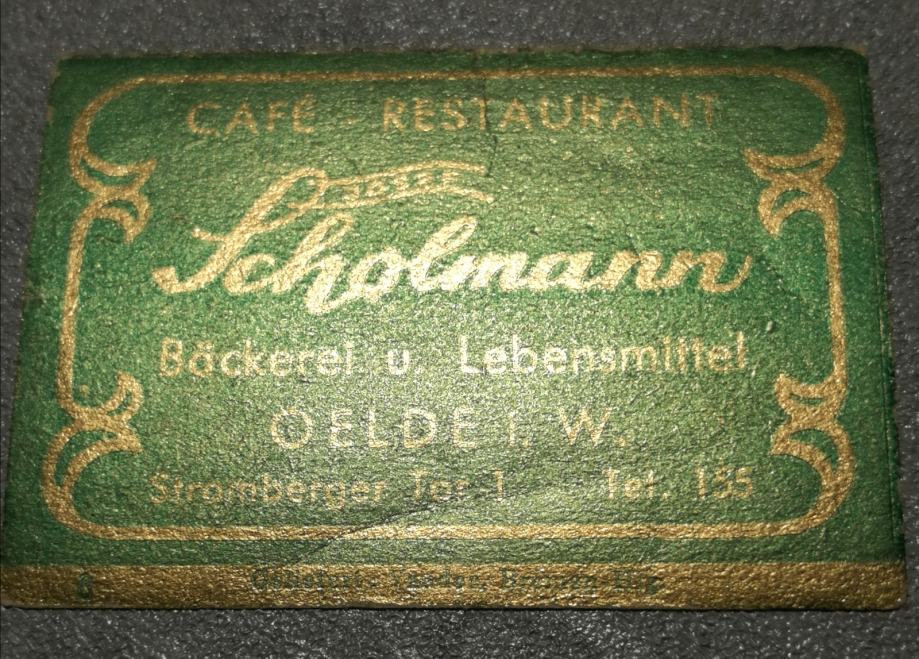 CAFÉ - RESTAURANT
Scholmann
Bäckerei u. Lebensmittel
OELDE i. W.
Stromberger Tor 1 Tel. 155